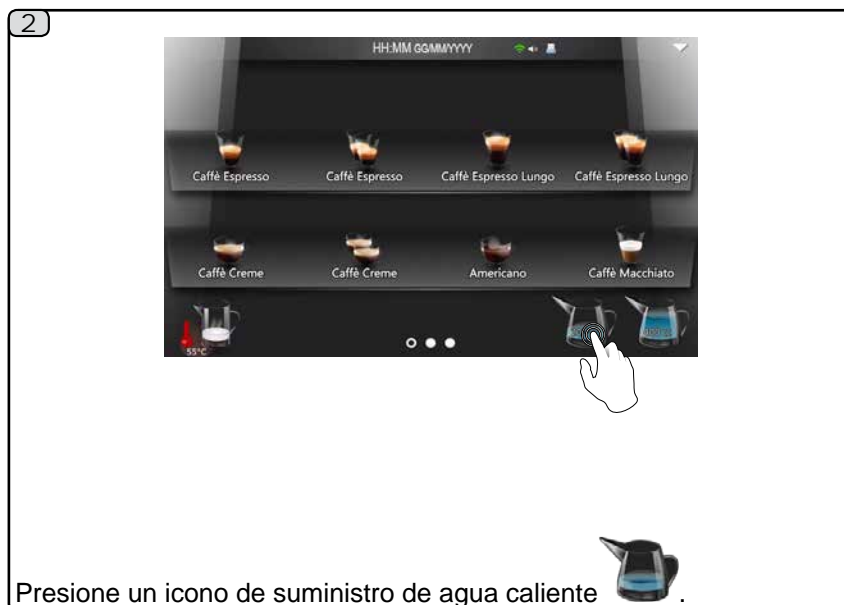 2
HH:MM GG/MM/YYYY
Caffè Espresso Caffè Espresso Caffè Espresso Lungo Caffè Espresso Lungo
Caffè Creme Caffè Creme Americano Caffè Macchiato
55°C
Presione un icono de suministro de agua caliente .